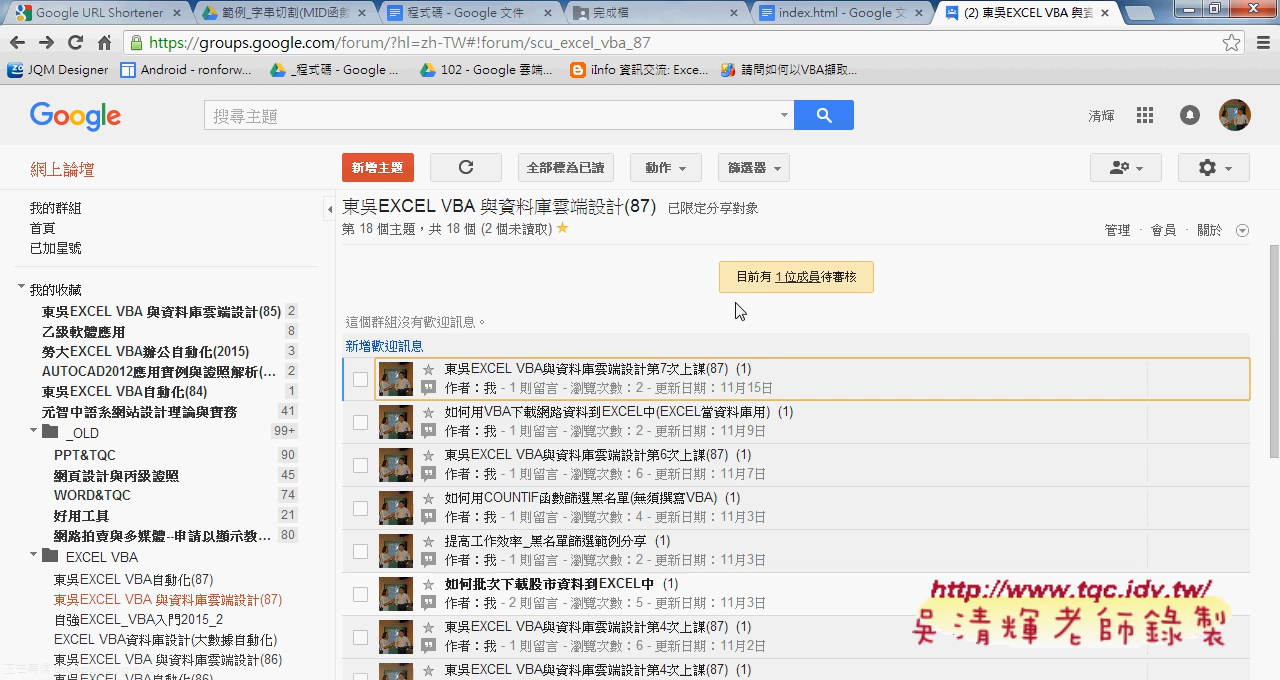 Google URL Shortener
範例_字串切割(MID函數
程式碼 - Google 文件
完成檔
index.html - Google 文
(2) 東吳EXCEL VBA 與資
https://groups.google.com/forum/?hl=zh-TW#!forum/scu_excel_vba_87
JQM Designer
Android - ronforw...
_程式碼 - Google ...
102 - Google 雲端...
iInfo 資訊交流: Exce...
請問如何以VBA擷取...
Google
搜尋主題
清輝
網上論壇
新增主題
全部標為已讀
動作
篩選器
我的群組
首頁
已加星號
東吳EXCEL VBA 與資料庫雲端設計(87) 已限定分享對象
第 18 個主題，共 18 個 (2 個未讀取)
管理 · 會員 · 關於
目前有 1 位成員待審核
這個群組沒有歡迎訊息。
新增歡迎訊息
我的收藏
東吳EXCEL VBA 與資料庫雲端設計(85) 2
乙級軟體應用 8
勞大EXCEL VBA辦公自動化(2015) 3
AUTOCAD2012應用實例與證照解析(... 2
東吳EXCEL VBA自動化(84) 1
元智中語系網站設計理論與實務 41
_OLD 99+
PPT&TQC 90
網頁設計與丙級證照 45
WORD&TQC 74
好用工具 21
網路拍賣與多媒體--申請以顯示教... 80
EXCEL VBA
東吳EXCEL VBA自動化(87)
東吳EXCEL VBA 與資料庫雲端設計(87)
自強EXCEL_VBA入門2015_2
EXCEL VBA資料庫設計(大數據自動化)
東吳EXCEL VBA 與資料庫雲端設計(86)
東吳EXCEL VBA自動化(86)
東吳EXCEL VBA與資料庫雲端設計第7次上課(87) (1)
作者：我 - 1 則留言 - 瀏覽次數：2 - 更新日期：11月15日
如何用VBA下載網路資料到EXCEL中(EXCEL當資料庫用) (1)
作者：我 - 1 則留言 - 瀏覽次數：2 - 更新日期：11月9日
東吳EXCEL VBA與資料庫雲端設計第6次上課(87) (1)
作者：我 - 1 則留言 - 瀏覽次數：6 - 更新日期：11月7日
如何用COUNTIF函數篩選黑名單(無須撰寫VBA) (1)
作者：我 - 1 則留言 - 瀏覽次數：4 - 更新日期：11月3日
提高工作效率_黑名單篩選範例分享 (1)
作者：我 - 1 則留言 - 瀏覽次數：2 - 更新日期：11月3日
如何批次下載股市資料到EXCEL中 (1)
作者：我 - 2 則留言 - 瀏覽次數：5 - 更新日期：11月3日
東吳EXCEL VBA與資料庫雲端設計第4次上課(87) (1)
作者：我 - 1 則留言 - 瀏覽次數：6 - 更新日期：11月2日
東吳EXCEL VBA與資料庫雲端設計第4次上課(87) (1)
http://www.tqc.idv.tw/
吳清輝老師錄製